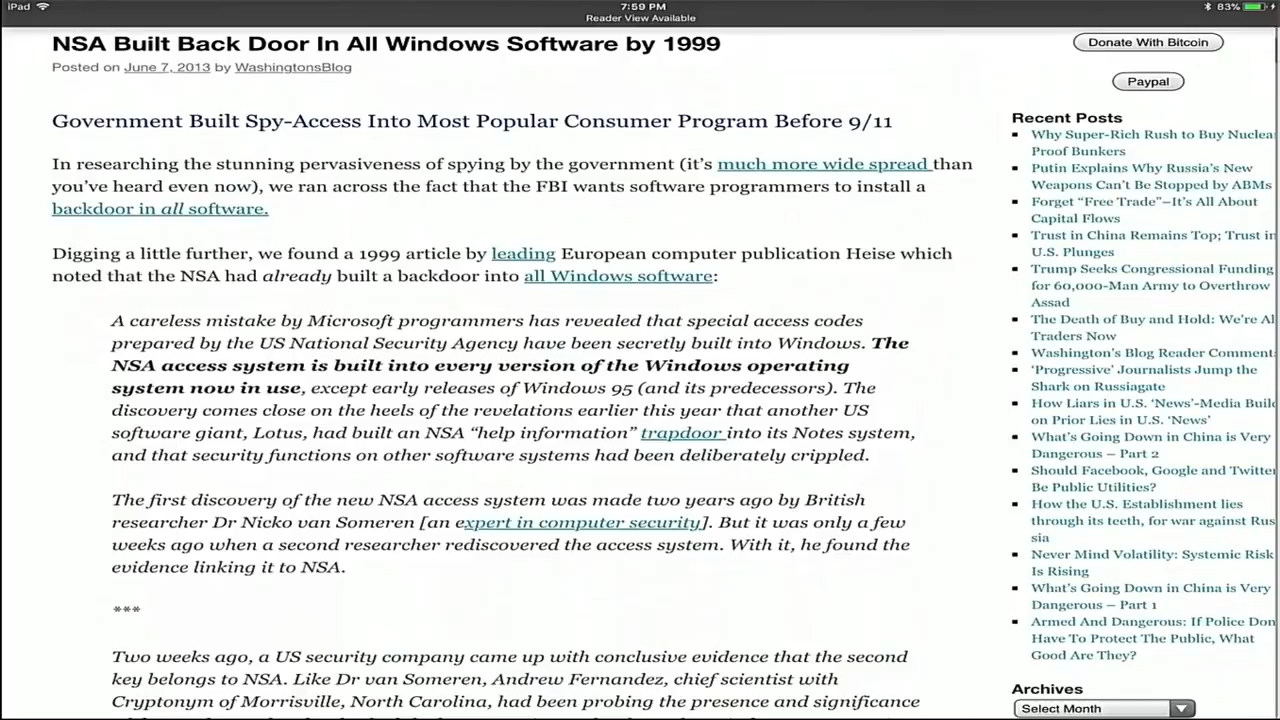 iPad
7:59 PM
83%
Reader View Available
NSA Built Back Door In All Windows Software by 1999
Posted on June 7, 2013 by WashingtonsBlog
Government Built Spy-Access Into Most Popular Consumer Program Before 9/11
In researching the stunning pervasiveness of spying by the government (it's much more wide spread than
you've heard even now), we ran across the fact that the FBI wants software programmers to install a
backdoor in all software.
Digging a little further, we found a 1999 article by leading European computer publication Heise which
noted that the NSA had already built a backdoor into all Windows software:
A careless mistake by Microsoft programmers has revealed that special access codes
prepared by the US National Security Agency have been secretly built into Windows. The
NSA access system is built into every version of the Windows operating
system now in use, except early releases of Windows 95 (and its predecessors). The
discovery comes close on the heels of the revelations earlier this year that another US
software giant, Lotus, had built an NSA "help information" trapdoor into its Notes system,
and that security functions on other software systems had been deliberately crippled.
The first discovery of the new NSA access system was made two years ago by British
researcher Dr Nicko van Someren [an expert in computer security]. But it was only a few
weeks ago when a second researcher rediscovered the access system. With it, he found the
evidence linking it to NSA.
***
Two weeks ago, a US security company came up with conclusive evidence that the second
key belongs to NSA. Like Dr van Someren, Andrew Fernandez, chief scientist with
Cryptonym of Morrisville, North Carolina, had been probing the presence and significance
Donate With Bitcoin
Paypal
Recent Posts
Why Super-Rich Rush to Buy Nuclea
Proof Bunkers
Putin Explains Why Russia's New
Weapons Can't Be Stopped by ABMs
Forget "Free Trade"–It's All About
Capital Flows
Trust in China Remains Top; Trust in
U.S. Plunges
Trump Seeks Congressional Funding
for 60,000-Man Army to Overthrow
Assad
The Death of Buy and Hold: We're Al
Traders Now
Washington's Blog Reader Comment
'Progressive' Journalists Jump the
Shark on Russiagate
How Liars in U.S. 'News'-Media Build
on Prior Lies in U.S. 'News'
What's Going Down in China is Very
Dangerous – Part 2
Should Facebook, Google and Twitter
Be Public Utilities?
How the U.S. Establishment lies
through its teeth, for war against Rus
sia
Never Mind Volatility: Systemic Risk
Is Rising
What's Going Down in China is Very
Dangerous – Part 1
Armed And Dangerous: If Police Don
Have To Protect The Public, What
Good Are They?
Archives
Select Month